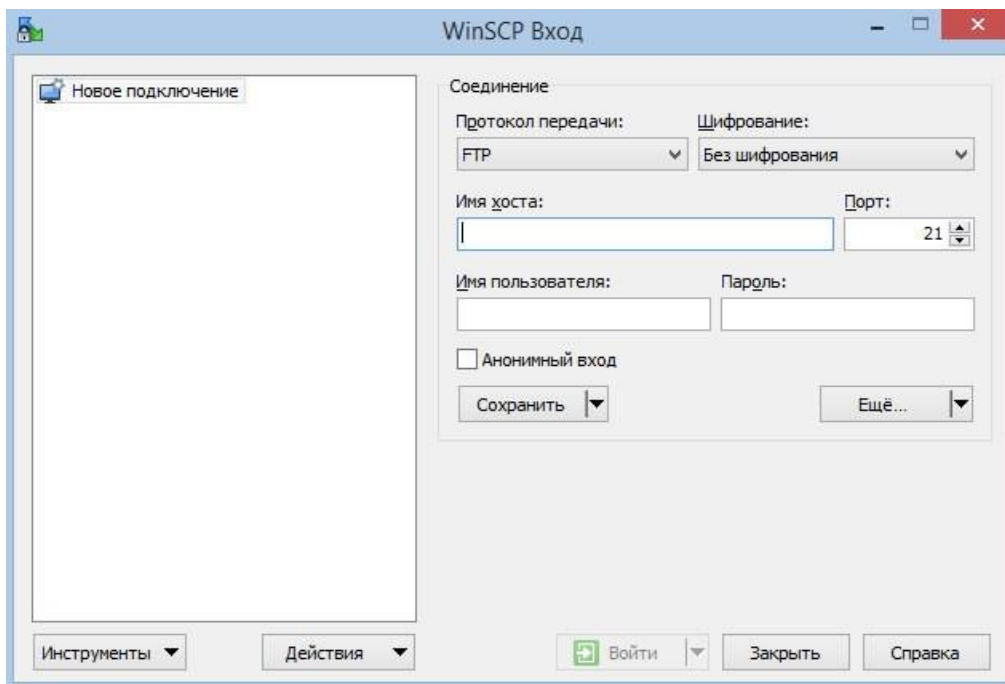 WinSCP Вход
Новое подключение
Соединение
Протокол передачи: Шифрование:
FTP Без шифрования
Имя хоста: Порт:
21
Имя пользователя: Пароль:
Анонимный вход
Сохранить Ещё...
Инструменты Действия Войти Закрыть Справка